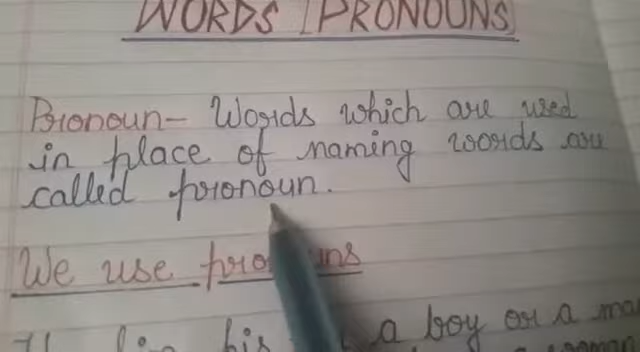 WORDS |PRONOUNS
Pronoun- Words which are used
in place of naming words are
called pronoun.
We use
his a boy or a